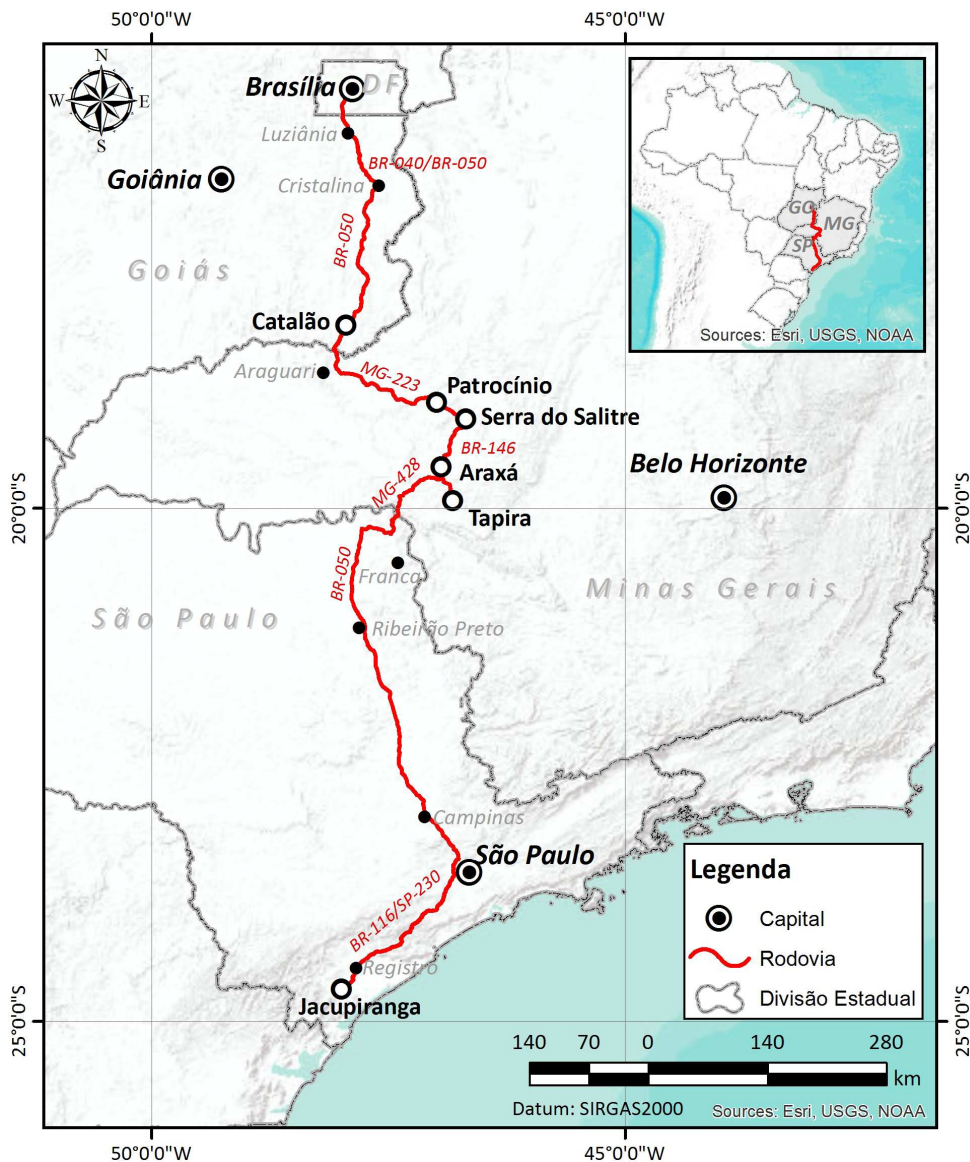 50°0'0"W
45°0'0"W
N
W
E
S
Brasília
DF
Luziânia
BR-040/BR-050
Goiânia
Cristalina
BR-050
Goiás
GO
MG
SP
Sources: Esri, USGS, NOAA
Catalão
Araguari
MG-223
Patrocínio
Serra do Salitre
BR-146
Araxá
MG-428
Tapira
Belo Horizonte
20°0'0"S
20°0'0"S
BR-050
Franca
Minas Gerais
São Paulo
Ribeirão Preto
Campinas
São Paulo
BR-116/SP-230
Registro
Jacupiranga
Legenda
Capital
Rodovia
Divisão Estadual
25°0'0"S
25°0'0"S
140 70 0 140 280
km
Datum: SIRGAS2000
Sources: Esri, USGS, NOAA
50°0'0"W
45°0'0"W